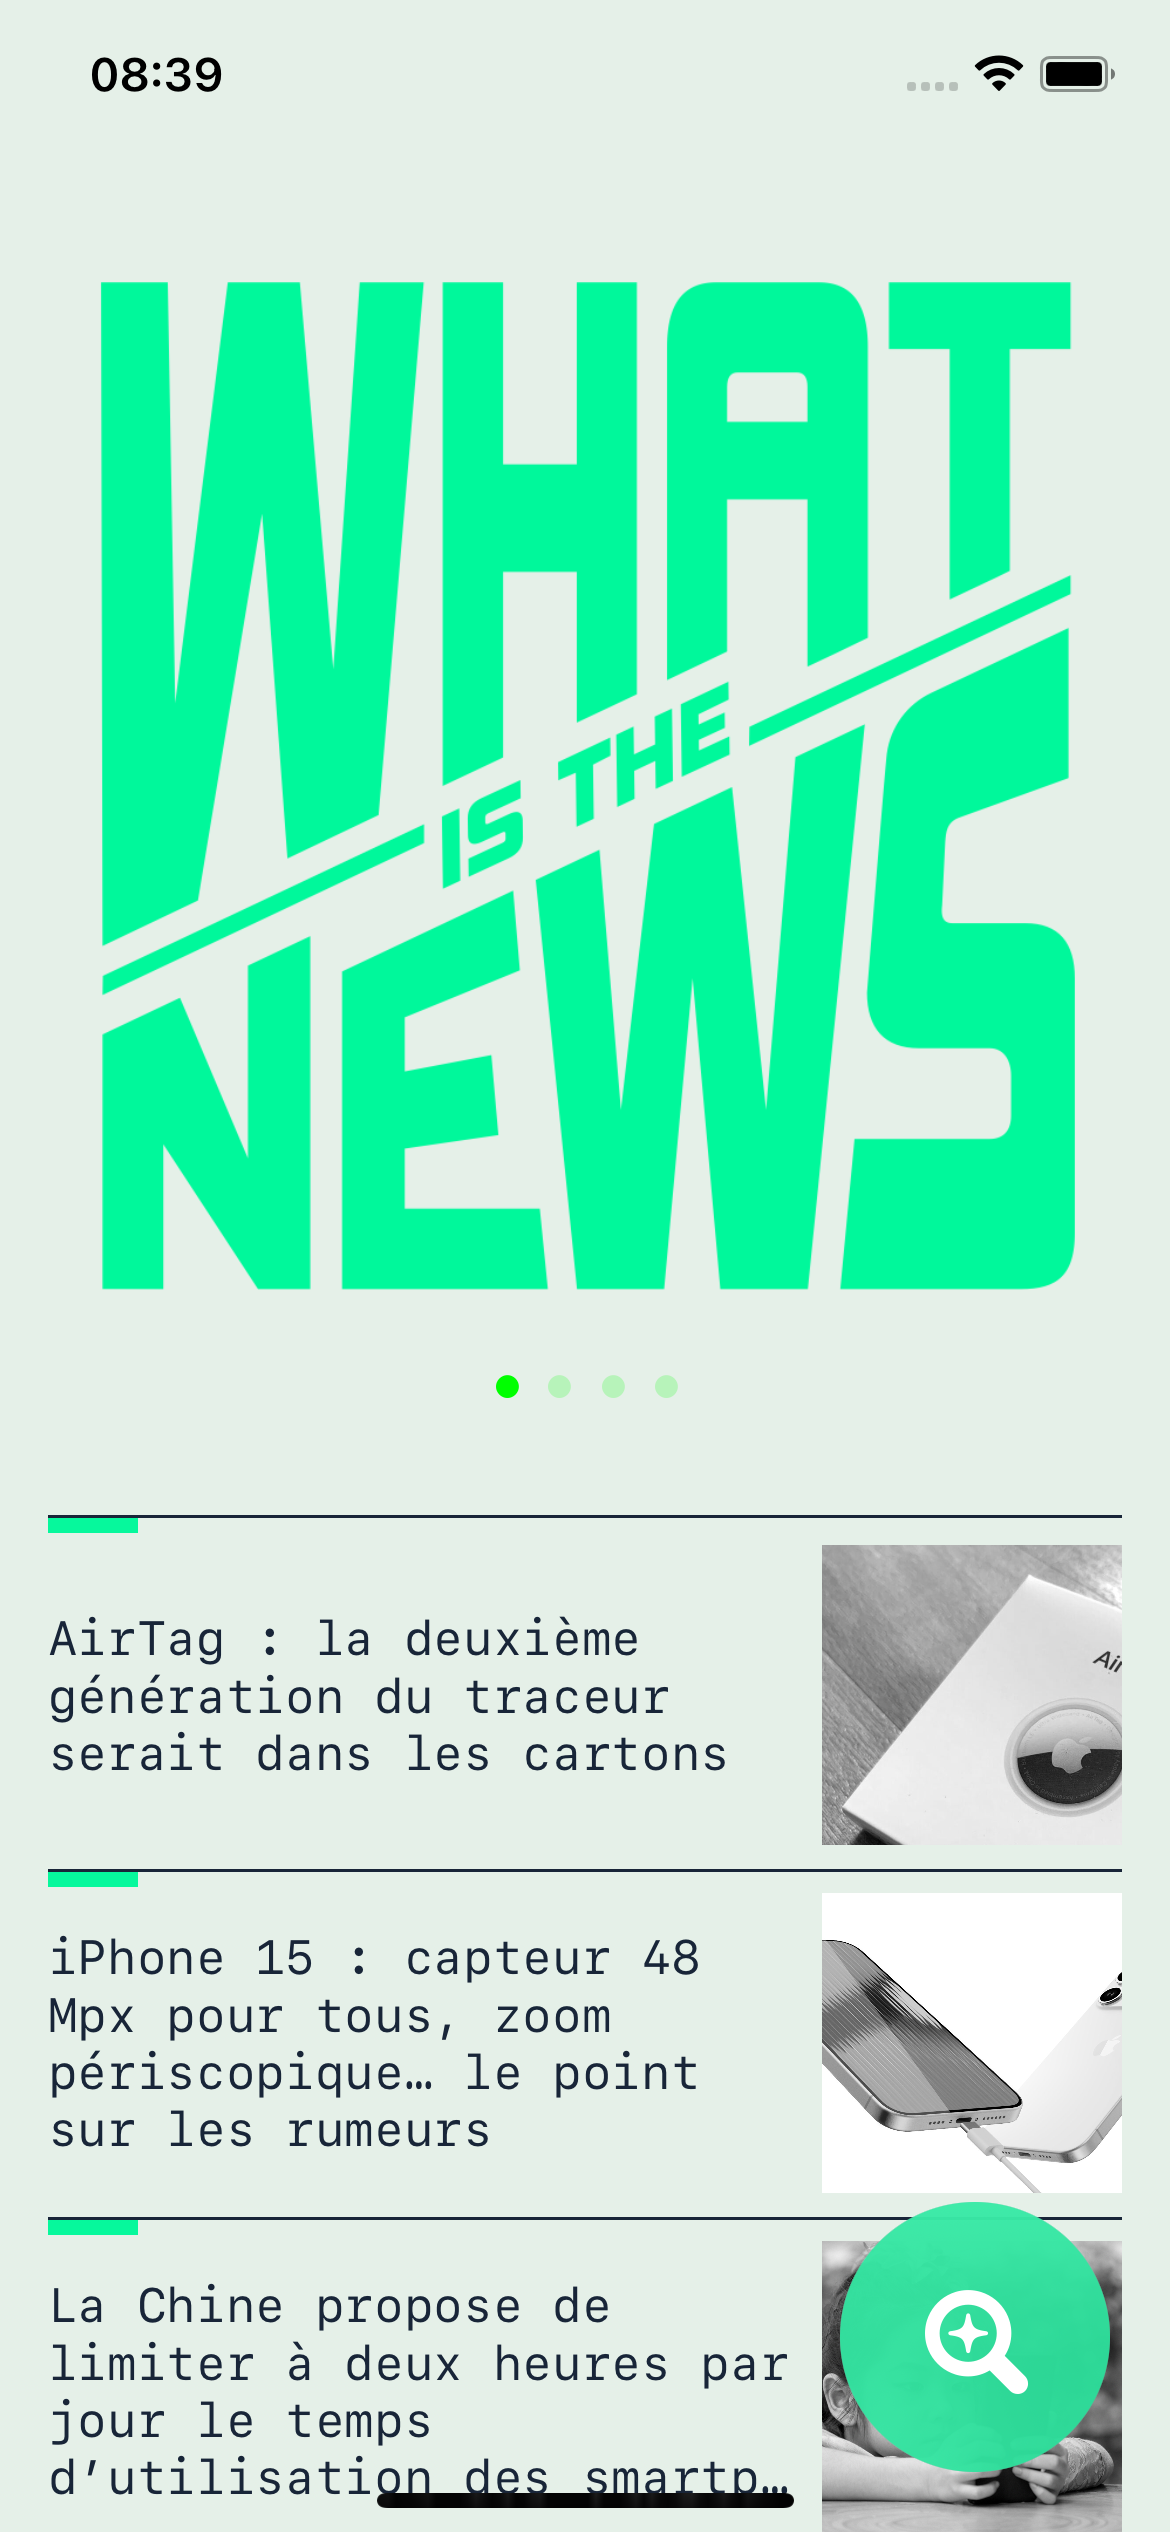 08:39
WHAT
IS THE
NEWS
AirTag : la deuxième
génération du traceur
serait dans les cartons
Air
iPhone 15 : capteur 48
Mpx pour tous, zoom
périscopique… le point
sur les rumeurs
La Chine propose de
limiter à deux heures par
jour le temps
d’utilisation des smartp…